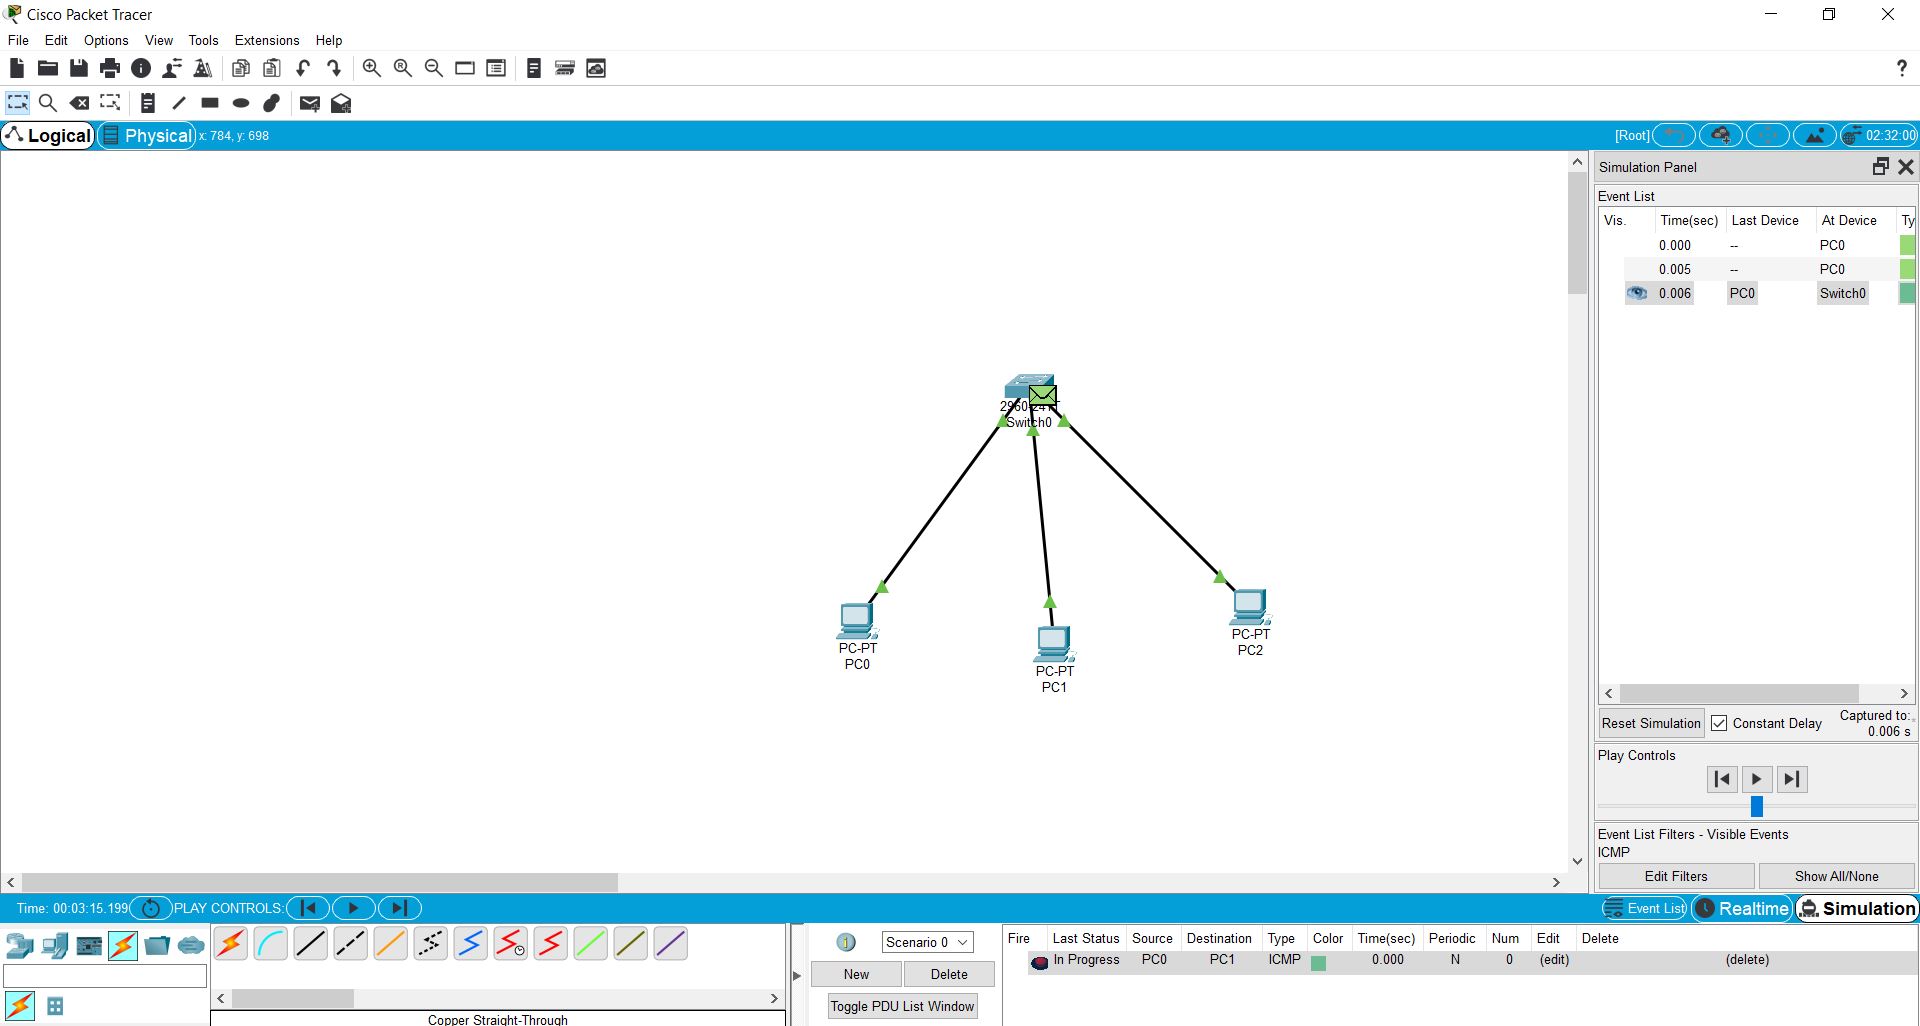 Cisco Packet Tracer
File Edit Options View Tools Extensions Help
?
Logical Physical x: 784, y: 698 [Root] 02:32:00
Simulation Panel
Event List
Vis. Time(sec) Last Device At Device Ty
0.000 -- PC0
0.005 -- PC0
0.006 PC0 Switch0
Switch0
PC-PT
PC0
PC-PT
PC1
PC-PT
PC2
Reset Simulation Constant Delay Captured to:
0.006 s
Play Controls
Event List Filters - Visible Events
ICMP
Edit Filters Show All/None
Time: 00:03:15.199 PLAY CONTROLS: Event List Realtime Simulation
Scenario 0
New Delete
Toggle PDU List Window
Fire Last Status Source Destination Type Color Time(sec) Periodic Num Edit Delete
In Progress PC0 PC1 ICMP 0.000 N 0 (edit) (delete)
Copper Straight-Through